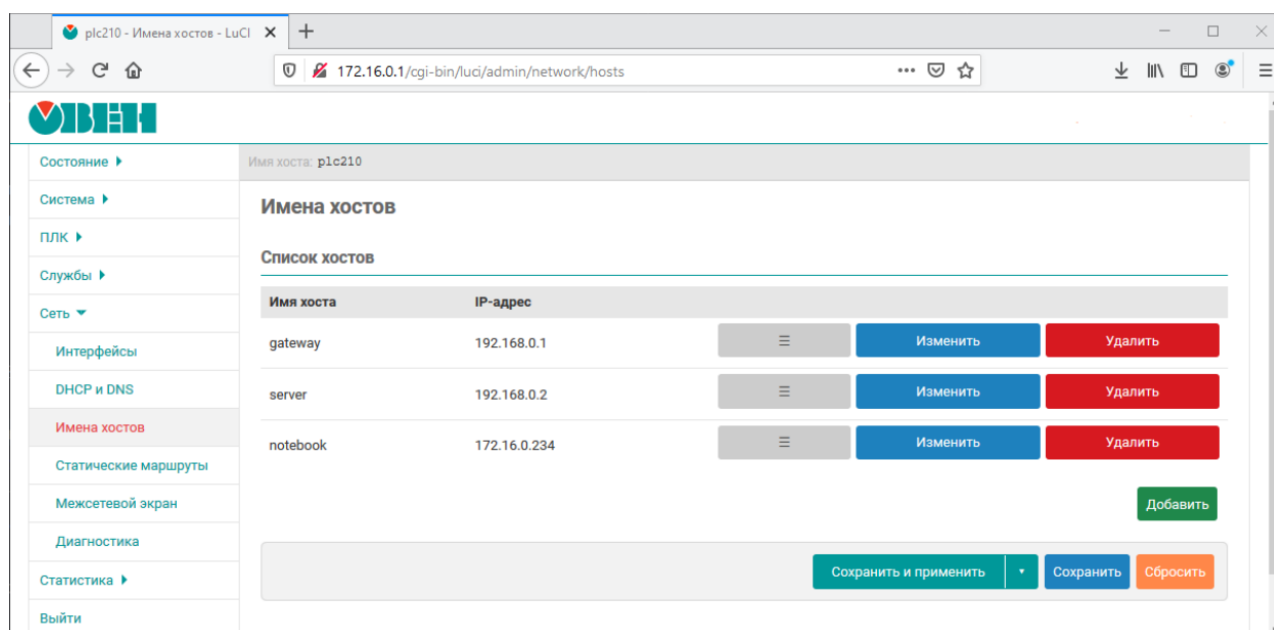 plc210 - Имена хостов - LuCI
172.16.0.1/cgi-bin/luci/admin/network/hosts
ОВЕН
Состояние
Имя хоста: plc210
Система
ПЛК
Службы
Сеть
Интерфейсы
DHCP и DNS
Имена хостов
Статические маршруты
Межсетевой экран
Диагностика
Статистика
Выйти
Имена хостов
Список хостов
Имя хоста IP-адрес
gateway 192.168.0.1 Изменить Удалить
server 192.168.0.2 Изменить Удалить
notebook 172.16.0.234 Изменить Удалить
Добавить
Сохранить и применить Сохранить Сбросить